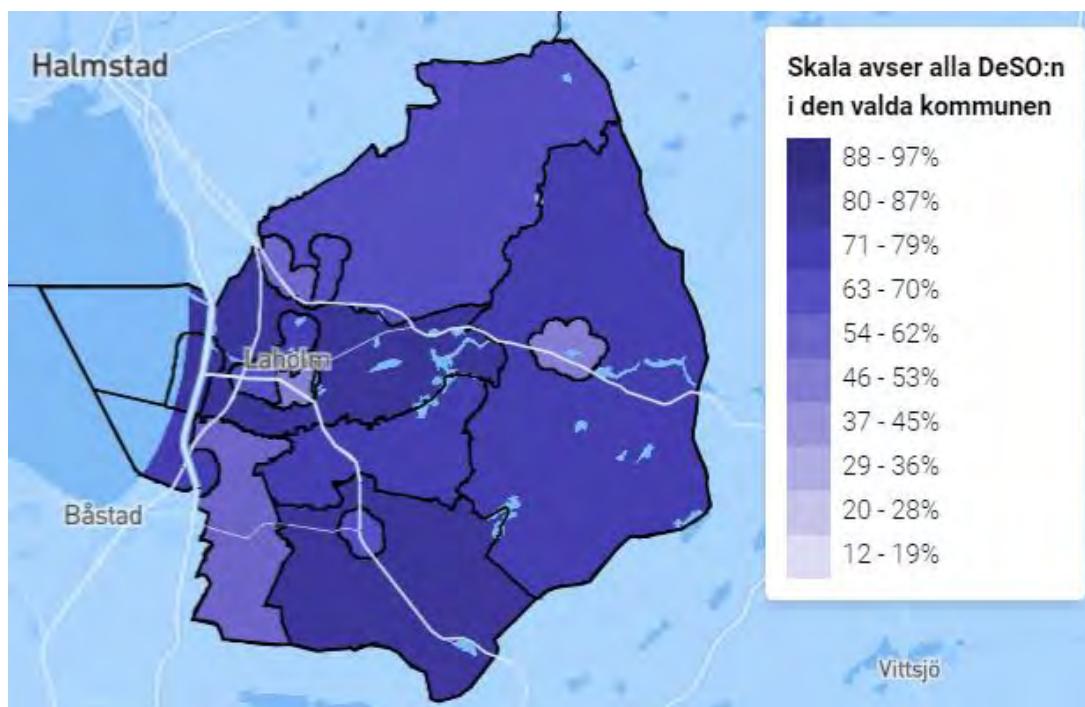 Halmstad
Laholm
Båstad
Vittsjö
Skala avser alla DeSO:n
i den valda kommunen
88 - 97%
80 - 87%
71 - 79%
63 - 70%
54 - 62%
46 - 53%
37 - 45%
29 - 36%
20 - 28%
12 - 19%